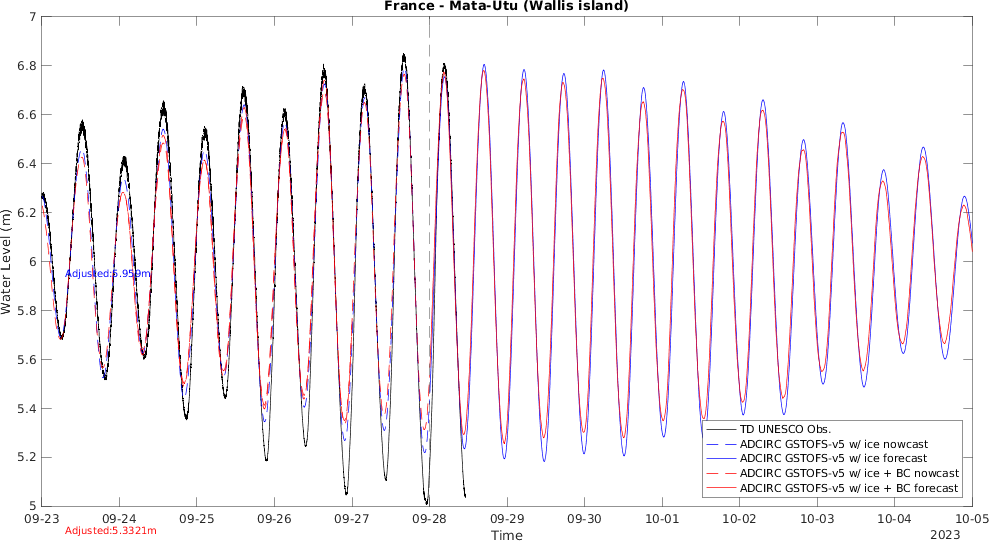 France - Mata-Utu (Wallis island)
7
6.8
6.6
6.4
6.2
6
5.8
5.6
5.4
5.2
5
Water Level (m)
Adjusted:5.959m
TD UNESCO Obs.
ADCIRC GSTOFS-v5 w/ ice nowcast
ADCIRC GSTOFS-v5 w/ ice forecast
ADCIRC GSTOFS-v5 w/ ice + BC nowcast
ADCIRC GSTOFS-v5 w/ ice + BC forecast
09-23 09-24 09-25 09-26 09-27 09-28 09-29 09-30 10-01 10-02 10-03 10-04 10-05
Adjusted:5.3321m
Time
2023